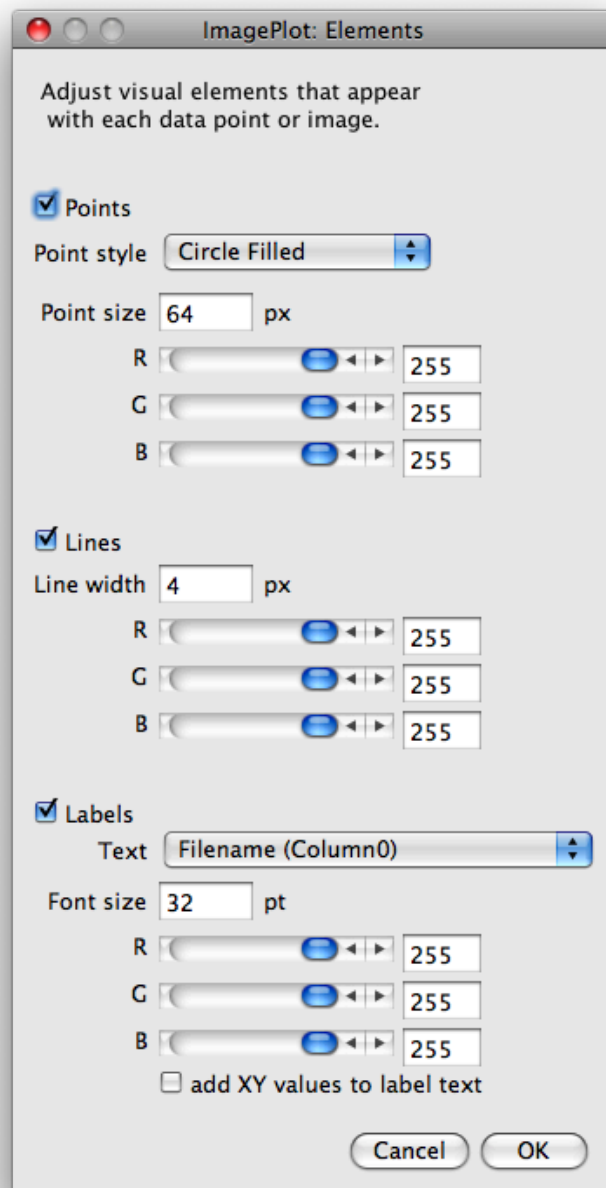 ImagePlot: Elements
Adjust visual elements that appear
with each data point or image.
Points
Point style Circle Filled
Point size 64 px
R 255
G 255
B 255
Lines
Line width 4 px
R 255
G 255
B 255
Labels
Text Filename (Column0)
Font size 32 pt
R 255
G 255
B 255
add XY values to label text
Cancel OK